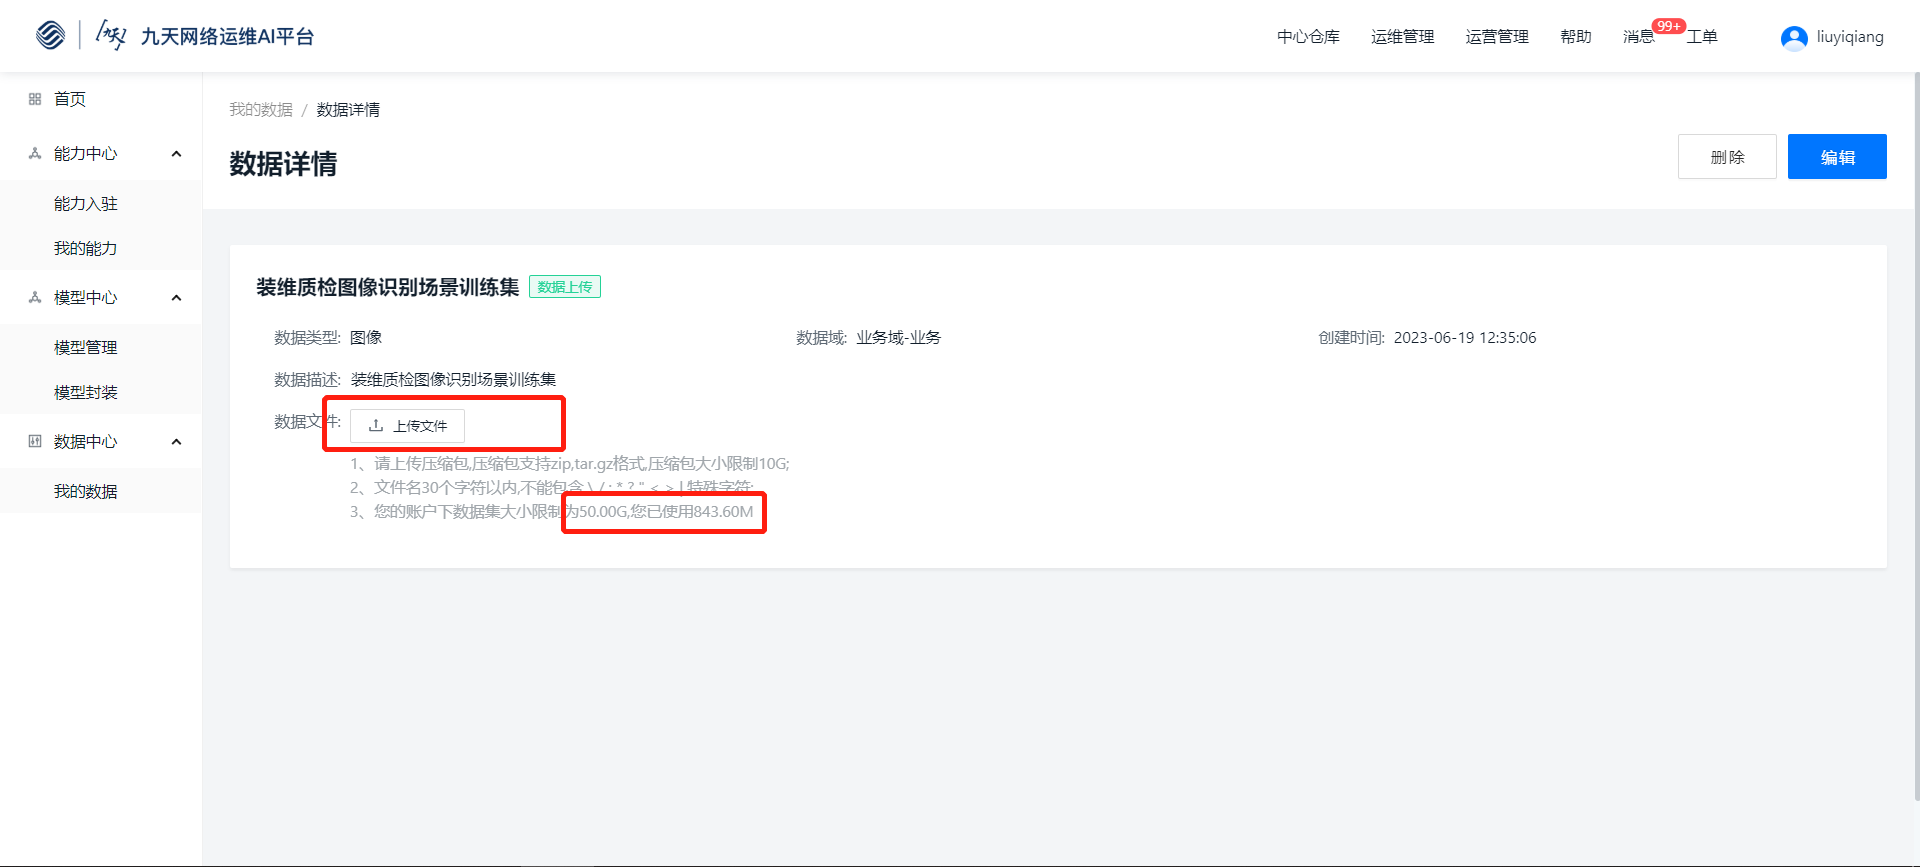 九天 九天网络运维AI平台
中心仓库 运维管理 运营管理 帮助 消息 99+ 工单 liuyiqiang
首页
能力中心
能力入驻
我的能力
模型中心
模型管理
模型封装
数据中心
我的数据
我的数据 / 数据详情
数据详情
删除 编辑
装维质检图像识别场景训练集 数据上传
数据类型: 图像 数据域: 业务域-业务 创建时间: 2023-06-19 12:35:06
数据描述: 装维质检图像识别场景训练集
数据文件: 上传文件
1、请上传压缩包,压缩包支持zip,tar.gz格式,压缩包大小限制10G;
2、文件名30个字符以内,不能包含 \ / : * ? " < > | 特殊字符;
3、您的账户下数据集大小限制为50.00G,您已使用843.60M